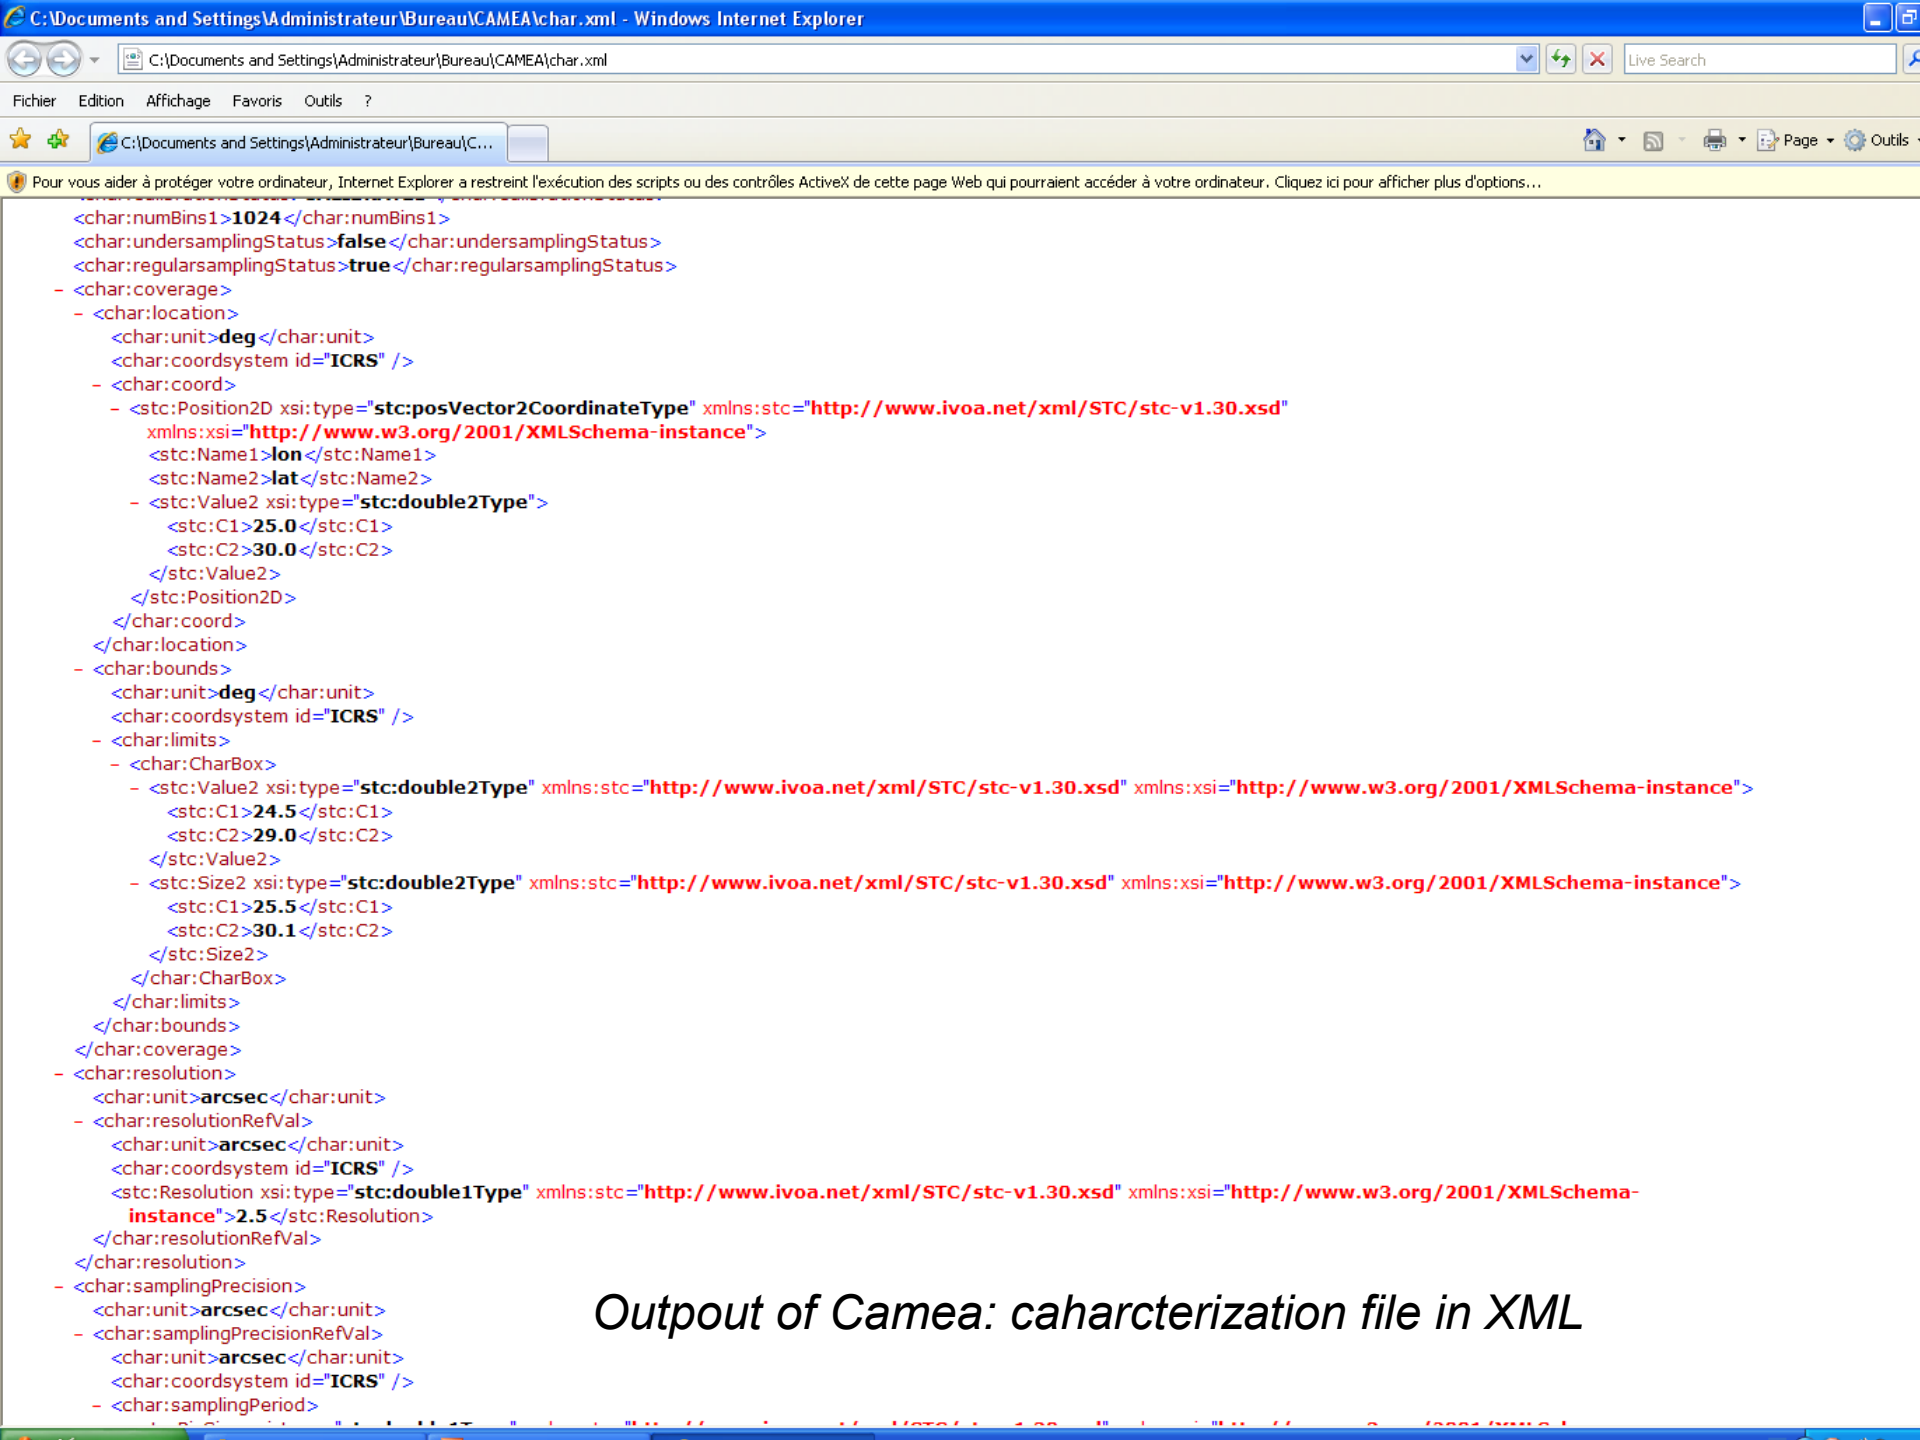 C:\Documents and Settings\Administrateur\Bureau\CAMEA\char.xml - Windows Internet Explorer
C:\Documents and Settings\Administrateur\Bureau\CAMEA\char.xml
Live Search
Fichier Edition Affichage Favoris Outils ?
C:\Documents and Settings\Administrateur\Bureau\C...
Page Outils
Pour vous aider à protéger votre ordinateur, Internet Explorer a restreint l'exécution des scripts ou des contrôles ActiveX de cette page Web qui pourraient accéder à votre ordinateur. Cliquez ici pour afficher plus d'options...
<char:numBins1>1024</char:numBins1>
<char:undersamplingStatus>false</char:undersamplingStatus>
<char:regularsamplingStatus>true</char:regularsamplingStatus>
- <char:coverage>
- <char:location>
<char:unit>deg</char:unit>
<char:coordsystem id="ICRS" />
- <char:coord>
- <stc:Position2D xsi:type="stc:posVector2CoordinateType" xmlns:stc="http://www.ivoa.net/xml/STC/stc-v1.30.xsd"
xmlns:xsi="http://www.w3.org/2001/XMLSchema-instance">
<stc:Name1>lon</stc:Name1>
<stc:Name2>lat</stc:Name2>
- <stc:Value2 xsi:type="stc:double2Type">
<stc:C1>25.0</stc:C1>
<stc:C2>30.0</stc:C2>
</stc:Value2>
</stc:Position2D>
</char:coord>
</char:location>
- <char:bounds>
<char:unit>deg</char:unit>
<char:coordsystem id="ICRS" />
- <char:limits>
- <char:CharBox>
- <stc:Value2 xsi:type="stc:double2Type" xmlns:stc="http://www.ivoa.net/xml/STC/stc-v1.30.xsd" xmlns:xsi="http://www.w3.org/2001/XMLSchema-instance">
<stc:C1>24.5</stc:C1>
<stc:C2>29.0</stc:C2>
</stc:Value2>
- <stc:Size2 xsi:type="stc:double2Type" xmlns:stc="http://www.ivoa.net/xml/STC/stc-v1.30.xsd" xmlns:xsi="http://www.w3.org/2001/XMLSchema-instance">
<stc:C1>25.5</stc:C1>
<stc:C2>30.1</stc:C2>
</stc:Size2>
</char:CharBox>
</char:limits>
</char:bounds>
</char:coverage>
- <char:resolution>
<char:unit>arcsec</char:unit>
- <char:resolutionRefVal>
<char:unit>arcsec</char:unit>
<char:coordsystem id="ICRS" />
<stc:Resolution xsi:type="stc:double1Type" xmlns:stc="http://www.ivoa.net/xml/STC/stc-v1.30.xsd" xmlns:xsi="http://www.w3.org/2001/XMLSchema-
instance">2.5</stc:Resolution>
</char:resolutionRefVal>
</char:resolution>
- <char:samplingPrecision>
<char:unit>arcsec</char:unit>
- <char:samplingPrecisionRefVal>
<char:unit>arcsec</char:unit>
<char:coordsystem id="ICRS" />
- <char:samplingPeriod>
Outpout of Camea: caharcterization file in XML